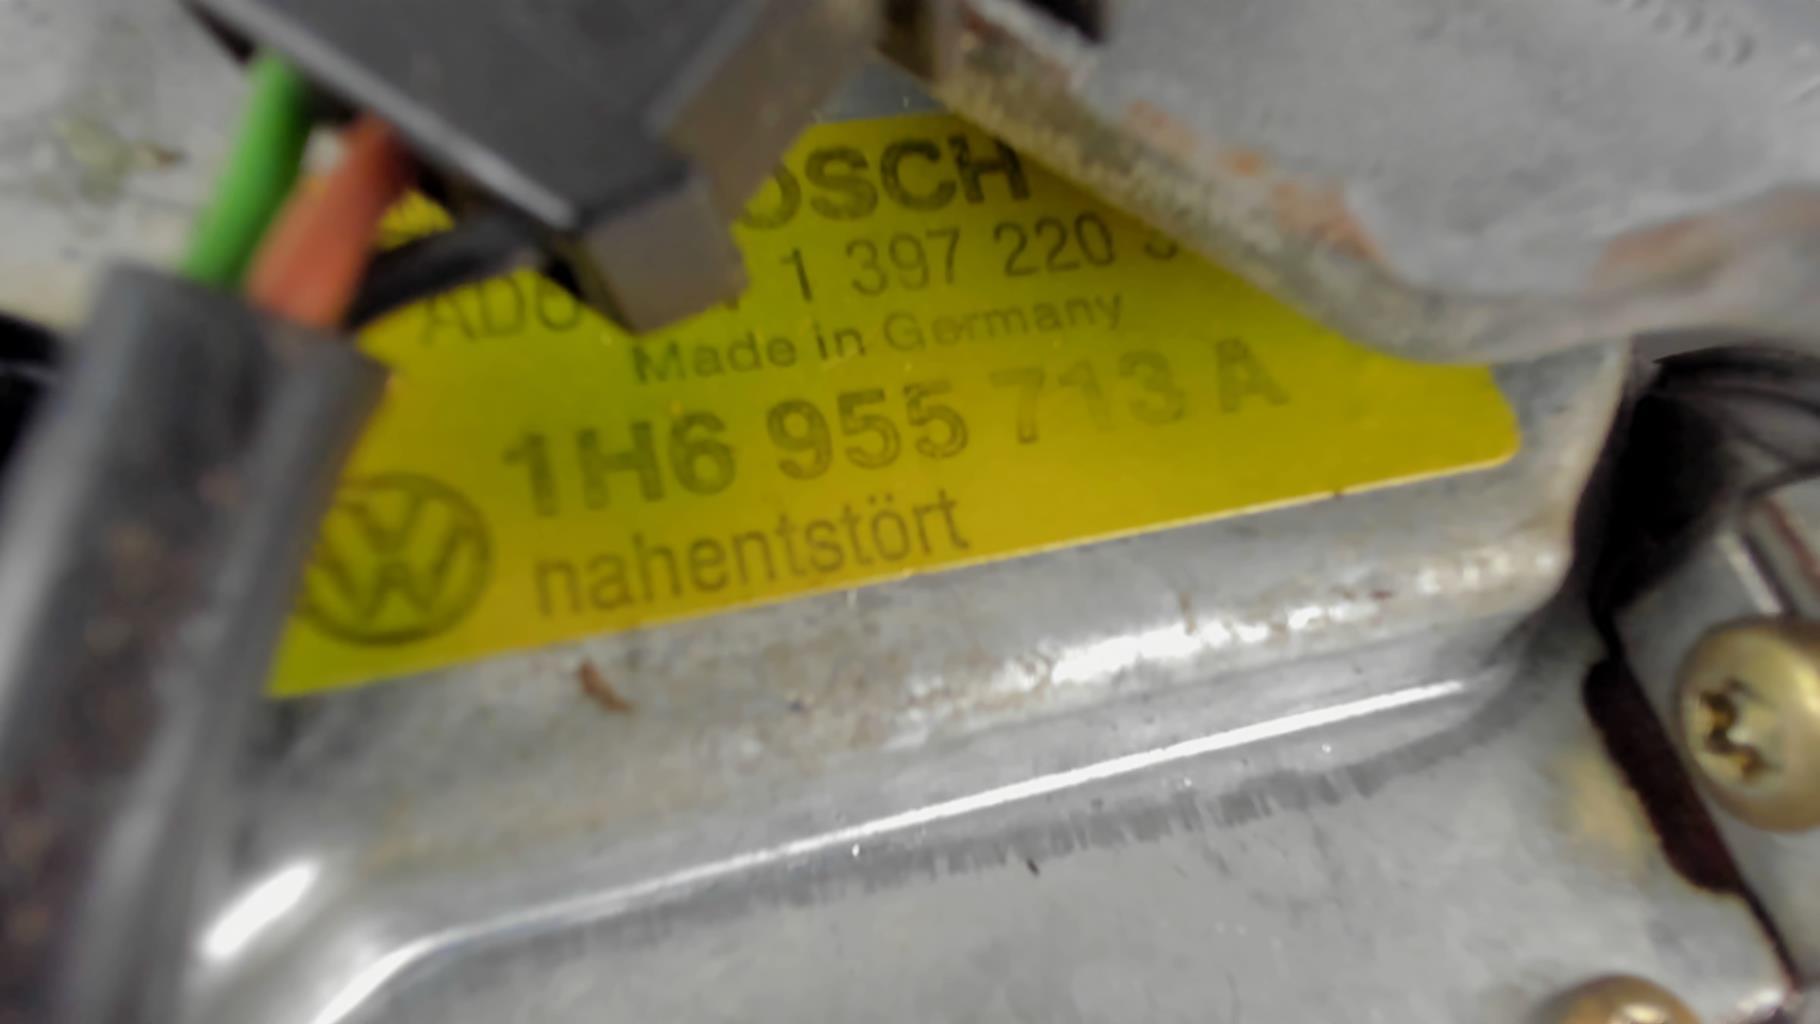 OSCH
1 397 220
Made in Germany
1H6 955 713 A
nahentstört